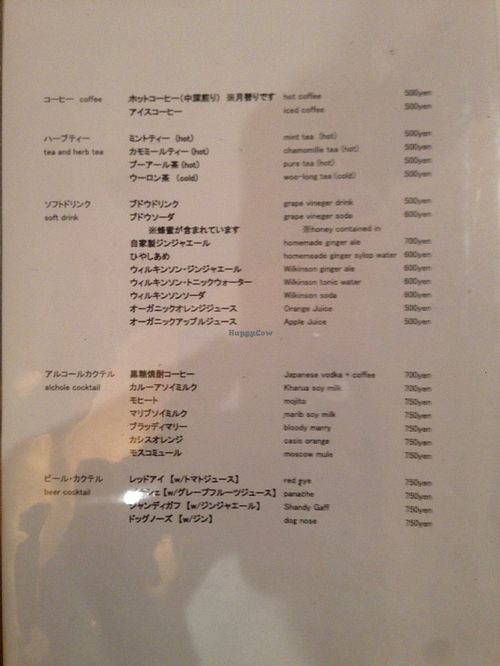 コーヒー coffee ホットコーヒー(中深煎り) ※月替りです hot coffee 500yen
アイスコーヒー iced coffee 500yen
ハーブティー ミントティー (hot) mint tea (hot) 500yen
tea and herb tea カモミールティー (hot) chamomille tea (hot) 500yen
プーアール茶 (hot) pure tea (hot) 500yen
ウーロン茶 (cold) woo-long tea (cold) 500yen
ソフトドリンク ブドウドリンク grape vineger drink 500yen
soft drink ブドウソーダ grape vineger soda 600yen
※蜂蜜が含まれています ※honey contained in
自家製ジンジャエール homemade ginger ale 700yen
ひやしあめ homemeade ginger sylop water 600yen
ウィルキンソン・ジンジャエール Wilkinson ginger ale 600yen
ウィルキンソン・トニックウォーター Wilkinson tonic water 600yen
ウィルキンソンソーダ Wilkinson soda 600yen
オーガニックオレンジジュース Orange Juice 500yen
オーガニックアップルジュース Apple Juice 500yen
HappyCow
アルコールカクテル 黒糖焼酎コーヒー Japanese vodka + coffee 700yen
alchole cocktail カルーアソイミルク Kharua soy milk 700yen
モヒート mojito 750yen
マリブソイミルク marib soy milk 750yen
ブラッディマリー bloody marry 750yen
カシスオレンジ casis orange 750yen
モスコミュール moscow mule 750yen
ビール・カクテル レッドアイ 【w/トマトジュース】 red gye 750yen
beer cocktail シェ【w/グレープフルーツジュース】 panache 750yen
シャンディガフ 【w/ジンジャエール】 Shandy Gaff 750yen
ドッグノーズ 【w/ジン】 dog nose 750yen